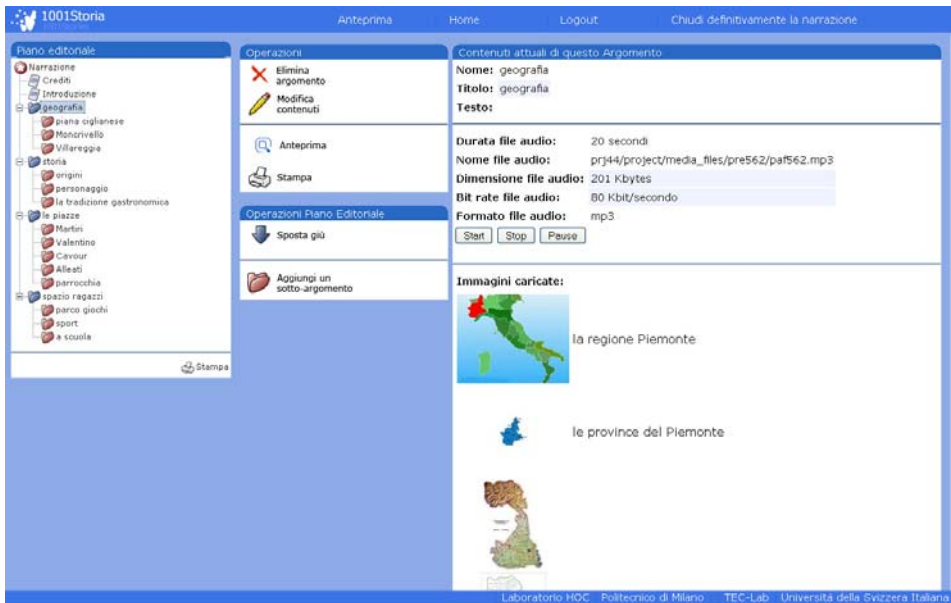 1001Storia
Anteprima Home Logout Chiudi definitivamente la narrazione
Piano editoriale
Narrazione
Crediti
Introduzione
geografia
piana ciglianese
Moncrivello
Villareggia
storia
origini
personaggio
la tradizione gastronomica
le piazze
Martiri
Valentino
Cavour
Alleati
parrocchia
spazio ragazzi
parco giochi
sport
a scuola
Stampa
Operazioni
Elimina
argomento
Modifica
contenuti
Anteprima
Stampa
Operazioni Piano Editoriale
Sposta giù
Aggiungi un
sotto-argomento
Contenuti attuali di questo Argomento
Nome: geografia
Titolo: geografia
Testo:
Durata file audio: 20 secondi
Nome file audio: prj44/project/media_files/pre562/paf562.mp3
Dimensione file audio: 201 Kbytes
Bit rate file audio: 80 Kbit/secondo
Formato file audio: mp3
Start Stop Pause
Immagini caricate:
la regione Piemonte
le province del Piemonte
Laboratorio HOC Politecnico di Milano TEC-Lab Università della Svizzera Italiana